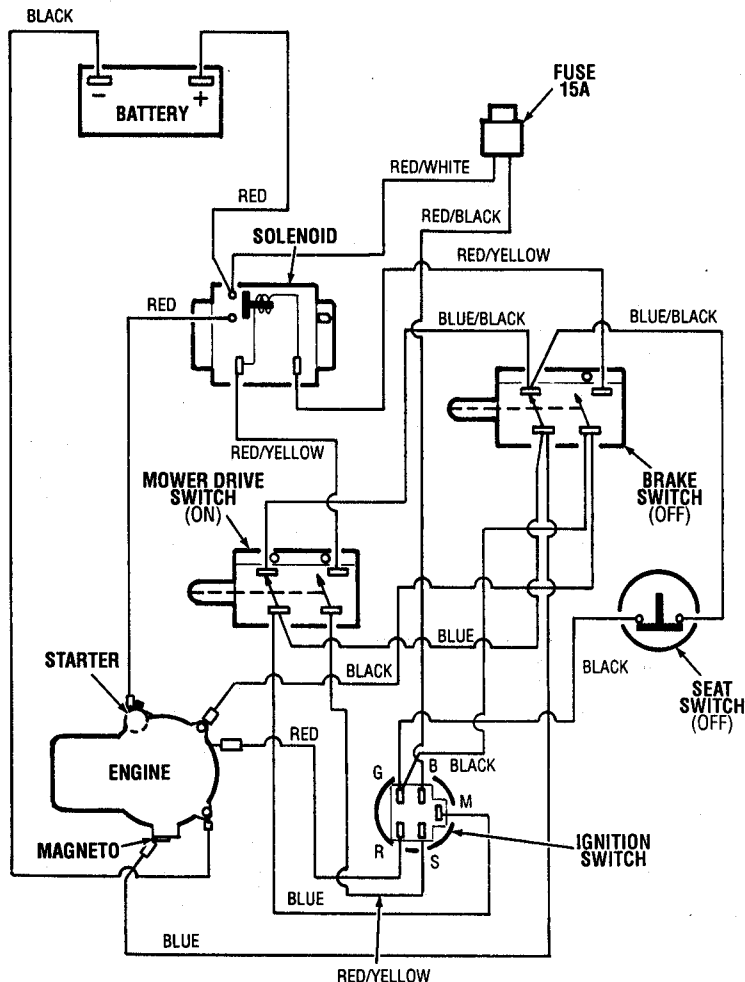 BLACK
FUSE
15A
-
+
BATTERY
RED/WHITE
RED
RED/BLACK
SOLENOID
RED/YELLOW
RED
BLUE/BLACK
BLUE/BLACK
RED/YELLOW
MOWER DRIVE
SWITCH
(ON)
BRAKE
SWITCH
(OFF)
BLUE
STARTER
BLACK
BLACK
SEAT
SWITCH
(OFF)
RED
ENGINE
G
B
BLACK
M
MAGNETO
R
S
IGNITION
SWITCH
BLUE
BLUE
RED/YELLOW